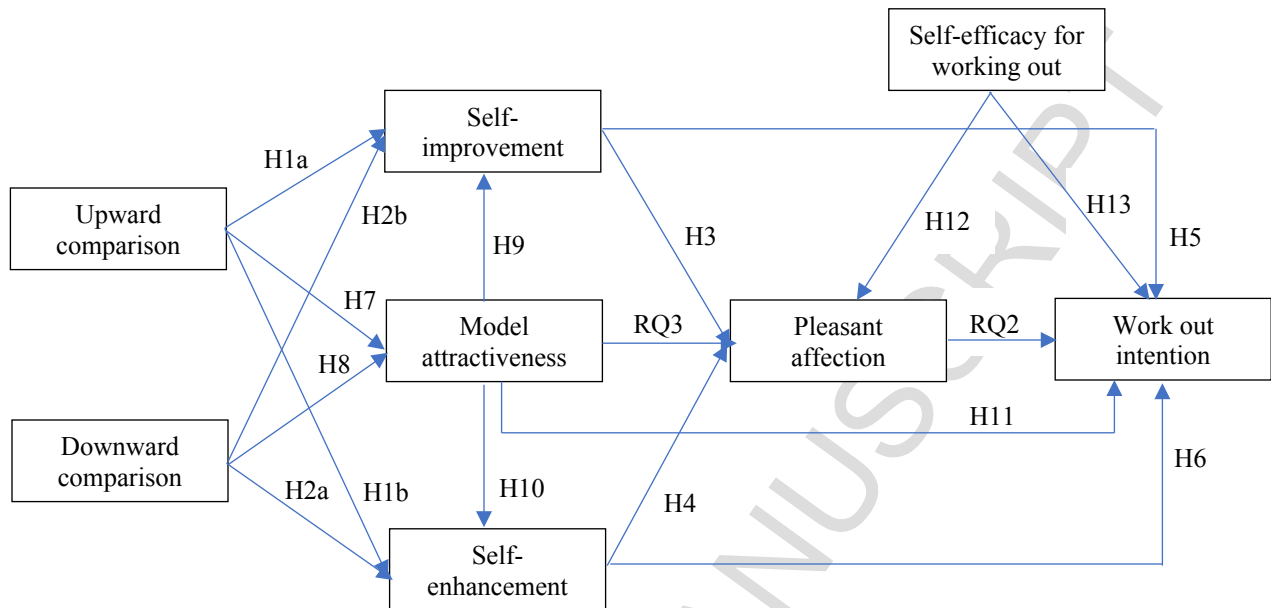 Self-efficacy for
working out
Self-
improvement
H1a
H2b
H13
Upward
comparison
H9
H3
H12
H5
H7
Model
attractiveness
RQ3
Pleasant
affection
RQ2
Work out
intention
H8
H11
Downward
comparison
H2a
H1b
H10
H4
H6
Self-
enhancement
MANUSCRIPT